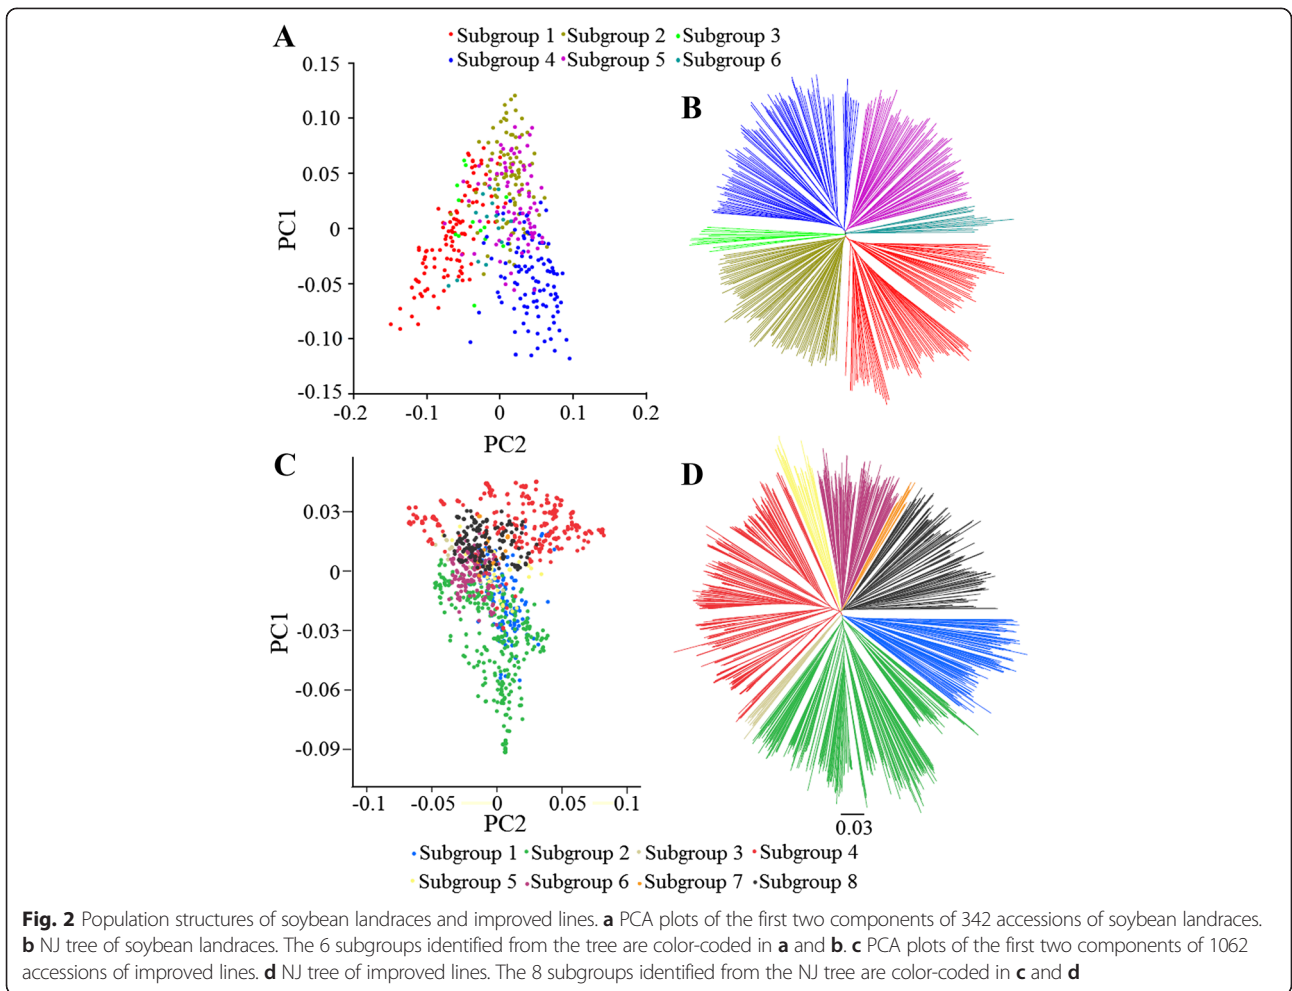 A
Subgroup 1 Subgroup 2 Subgroup 3
Subgroup 4 Subgroup 5 Subgroup 6
0.15
0.10
0.05
0
-0.05
-0.10
-0.15
PC1
-0.2 -0.1 0 0.1 0.2
PC2
B
C
0.03
0
-0.03
-0.06
-0.09
PC1
-0.1 -0.05 0 0.05 0.1
PC2
D
0.03
Subgroup 1 Subgroup 2 Subgroup 3 Subgroup 4
Subgroup 5 Subgroup 6 Subgroup 7 Subgroup 8
Fig. 2 Population structures of soybean landraces and improved lines. a PCA plots of the first two components of 342 accessions of soybean landraces.
b NJ tree of soybean landraces. The 6 subgroups identified from the tree are color-coded in a and b. c PCA plots of the first two components of 1062
accessions of improved lines. d NJ tree of improved lines. The 8 subgroups identified from the NJ tree are color-coded in c and d